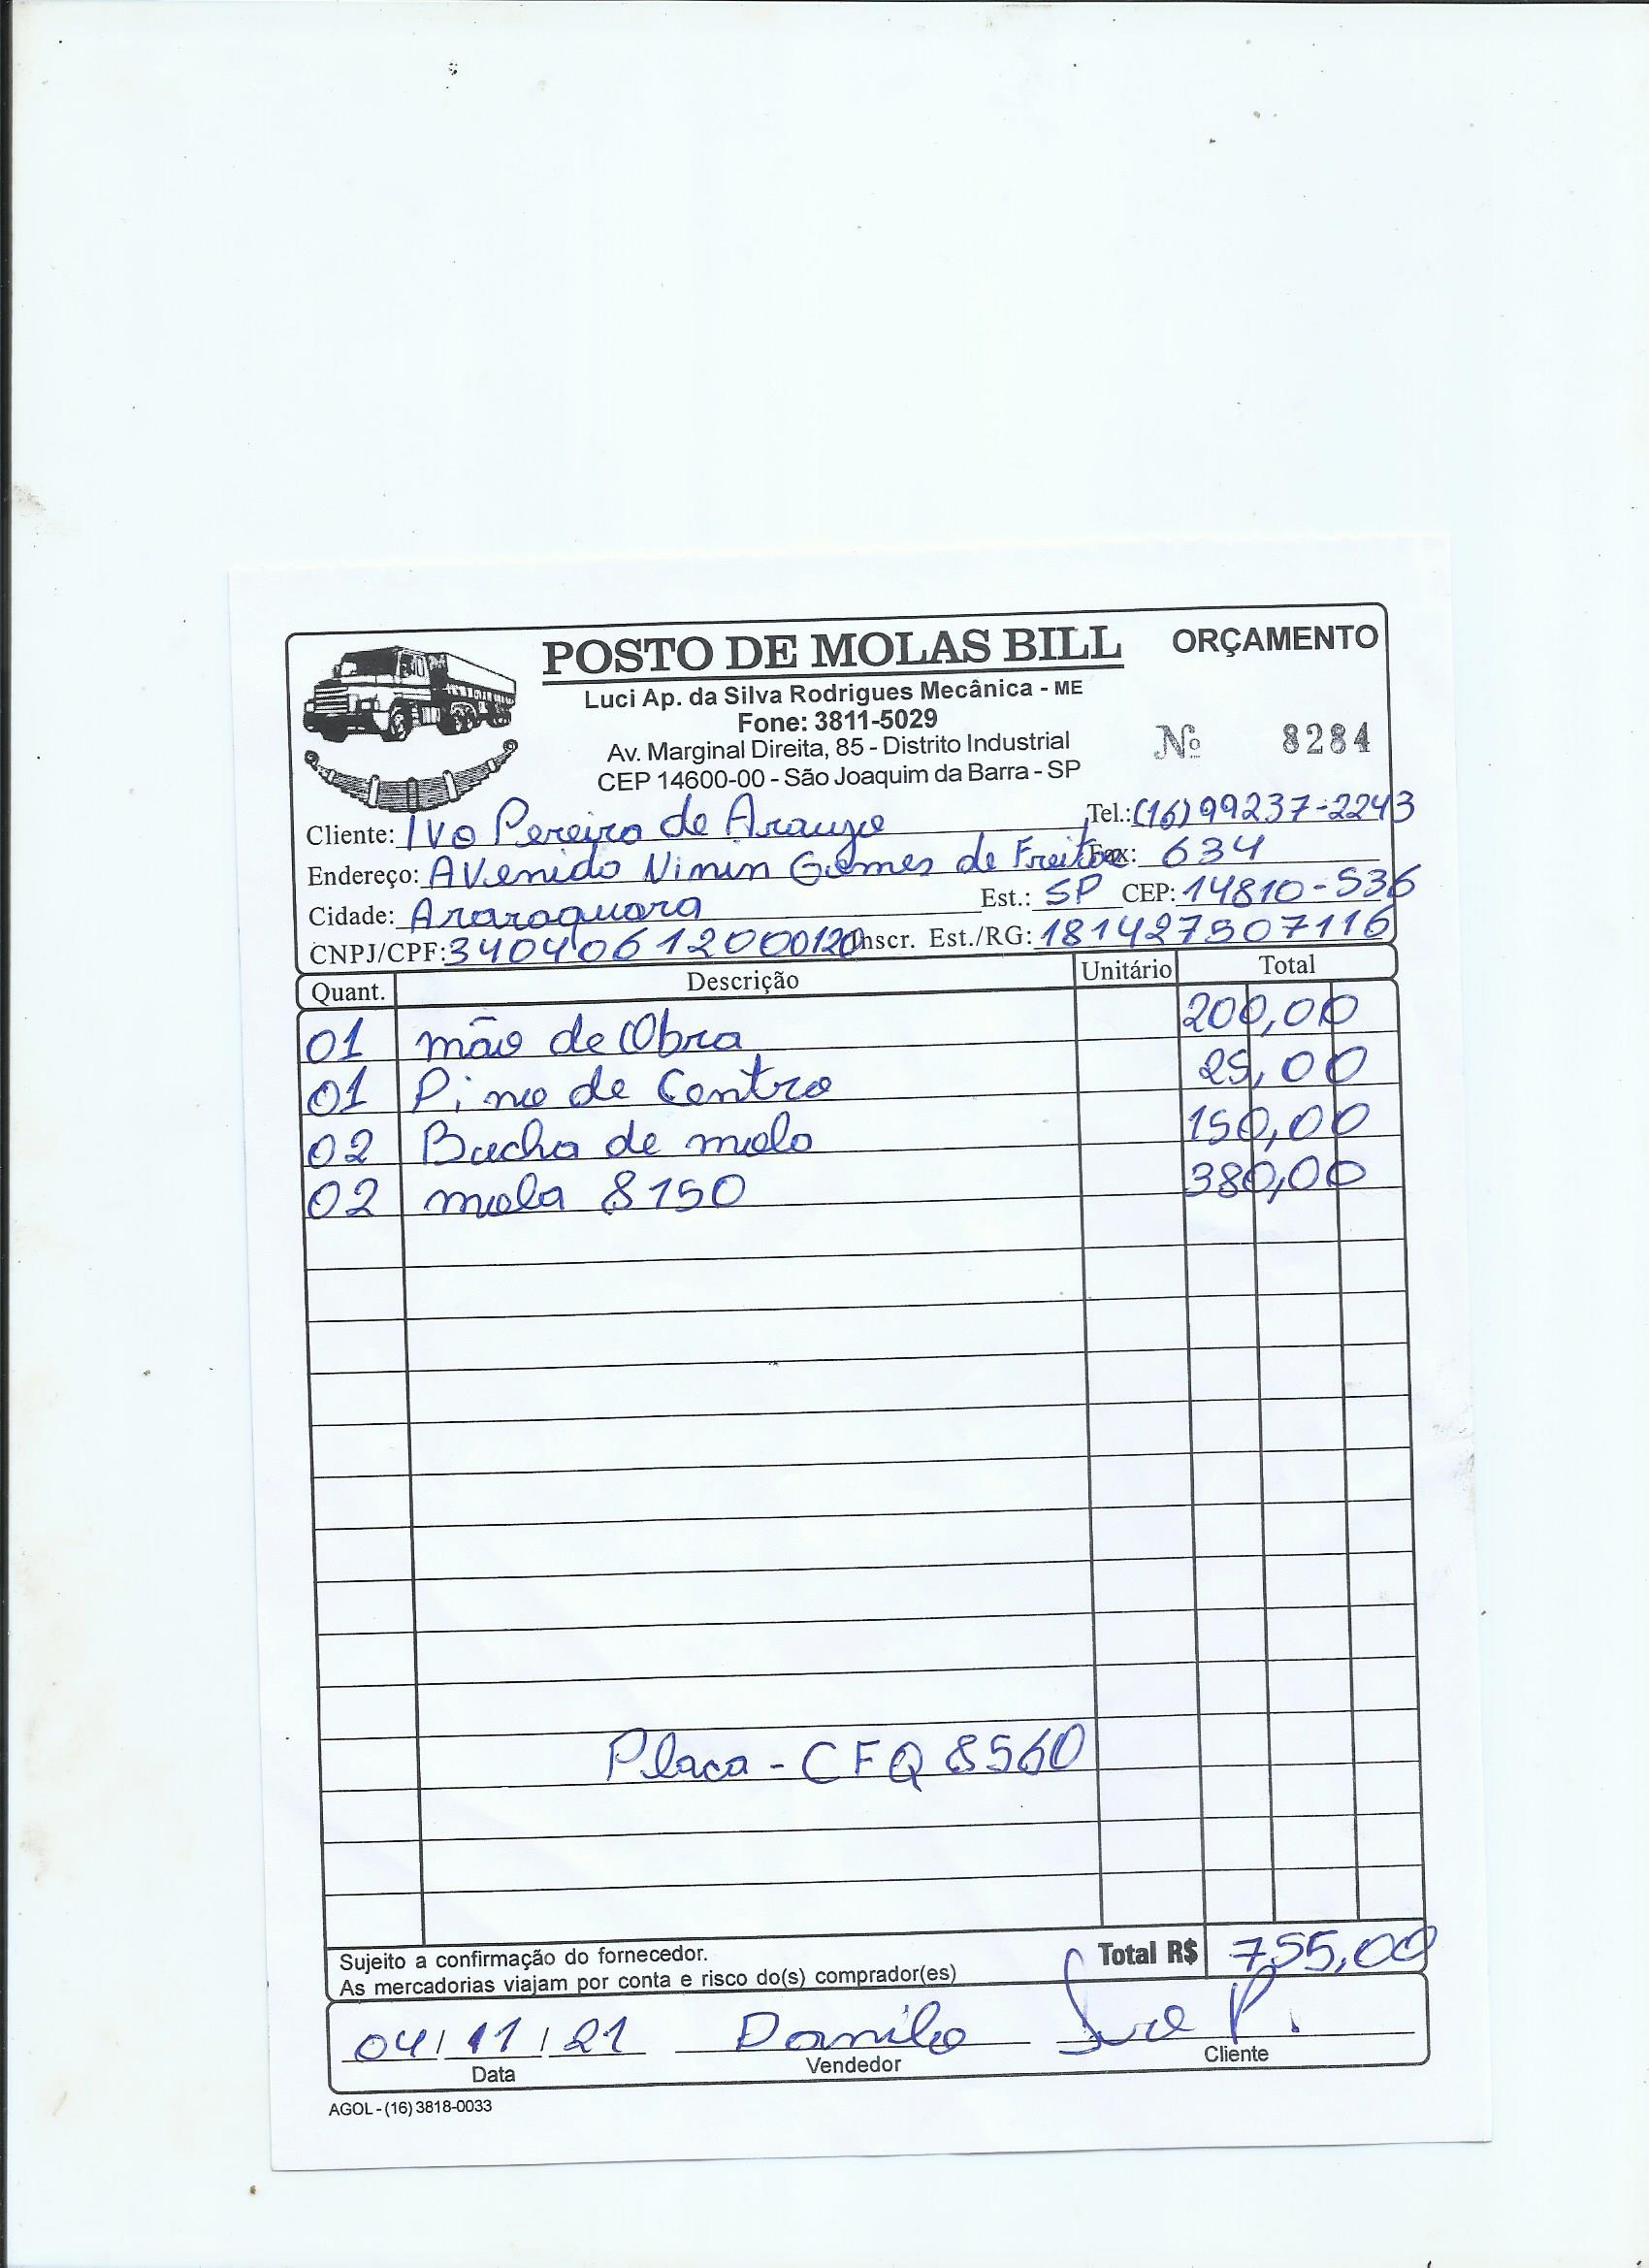 POSTO DE MOLAS BILL ORÇAMENTO
Luci Ap. da Silva Rodrigues Mecânica - ME
Fone: 3811-5029
Av. Marginal Direita, 85 - Distrito Industrial
CEP 14600-00 - São Joaquim da Barra - SP
Nº 8284
Cliente: Ivo Pereira de Araujo Tel.: (16) 99237-2243
Endereço: Avenida Ninin Gomes de Freitas Fax: 634
Cidade: Araraquara Est.: SP CEP: 14810-536
CNPJ/CPF: 34040612000120 Inscr. Est./RG: 181427507116
Quant. Descrição Unitário Total
01 mão de Obra 200,00
01 Pino de Centro 25,00
02 Bucha de mola 150,00
02 mola 8150 380,00
Placa - CFQ 8560
Sujeito a confirmação do fornecedor.
As mercadorias viajam por conta e risco do(s) comprador(es)
Total R$ 755,00
04/11/21 Danilo
Data Vendedor Cliente
AGOL - (16) 3818-0033